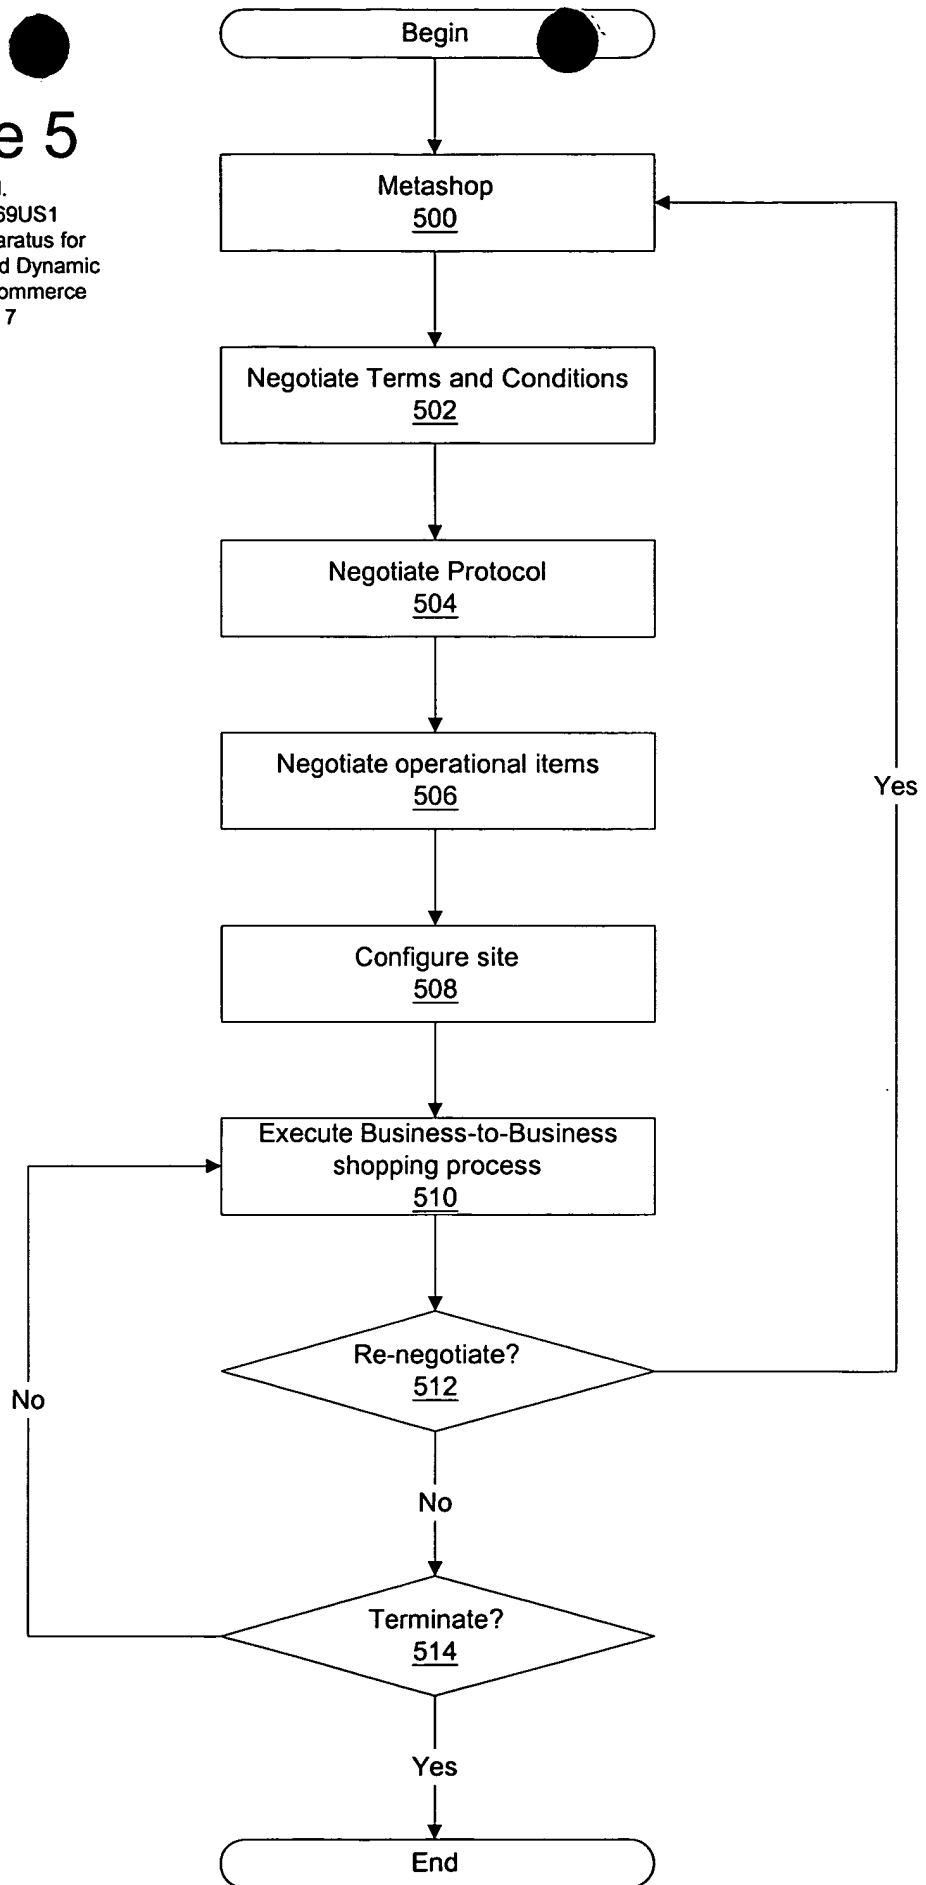 Begin
e 5
69US1
aratus for
d Dynamic
ommerce
7
Metashop
500
Negotiate Terms and Conditions
502
Negotiate Protocol
504
Negotiate operational items
506
Yes
Configure site
508
Execute Business-to-Business
shopping process
510
Re-negotiate?
512
No
No
Terminate?
514
Yes
End